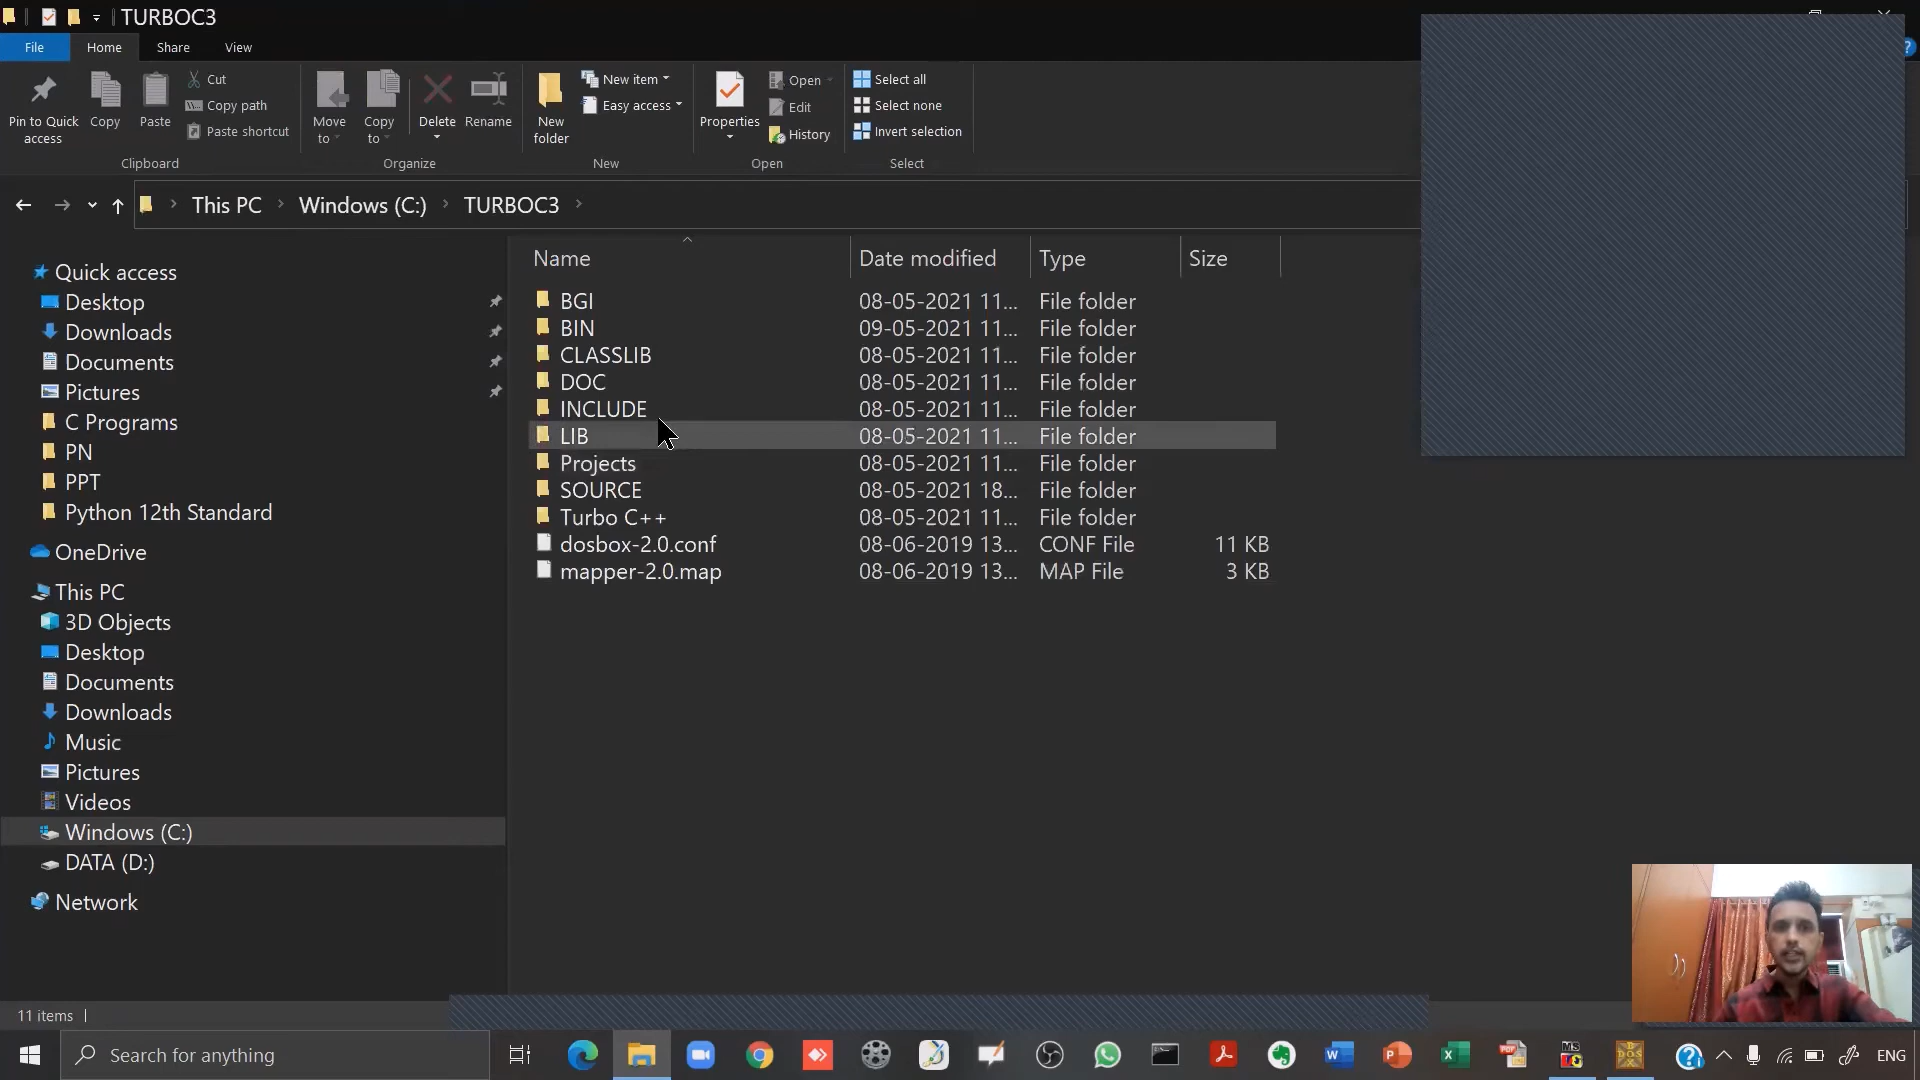 TURBOC3
File Home Share View
Pin to Quick access
Copy
Paste
Cut
Copy path
Paste shortcut
Clipboard
Move to
Copy to
Delete
Rename
Organize
New folder
New item
Easy access
New
Properties
Open
Edit
History
Open
Select all
Select none
Invert selection
Select
This PC > Windows (C:) > TURBOC3 >
Quick access
Desktop
Downloads
Documents
Pictures
C Programs
PN
PPT
Python 12th Standard
OneDrive
This PC
3D Objects
Desktop
Documents
Downloads
Music
Pictures
Videos
Windows (C:)
DATA (D:)
Network
Name Date modified Type Size
BGI 08-05-2021 11... File folder
BIN 09-05-2021 11... File folder
CLASSLIB 08-05-2021 11... File folder
DOC 08-05-2021 11... File folder
INCLUDE 08-05-2021 11... File folder
LIB 08-05-2021 11... File folder
Projects 08-05-2021 11... File folder
SOURCE 08-05-2021 18... File folder
Turbo C++ 08-05-2021 11... File folder
dosbox-2.0.conf 08-06-2019 13... CONF File 11 KB
mapper-2.0.map 08-06-2019 13... MAP File 3 KB
11 items
Search for anything
ENG